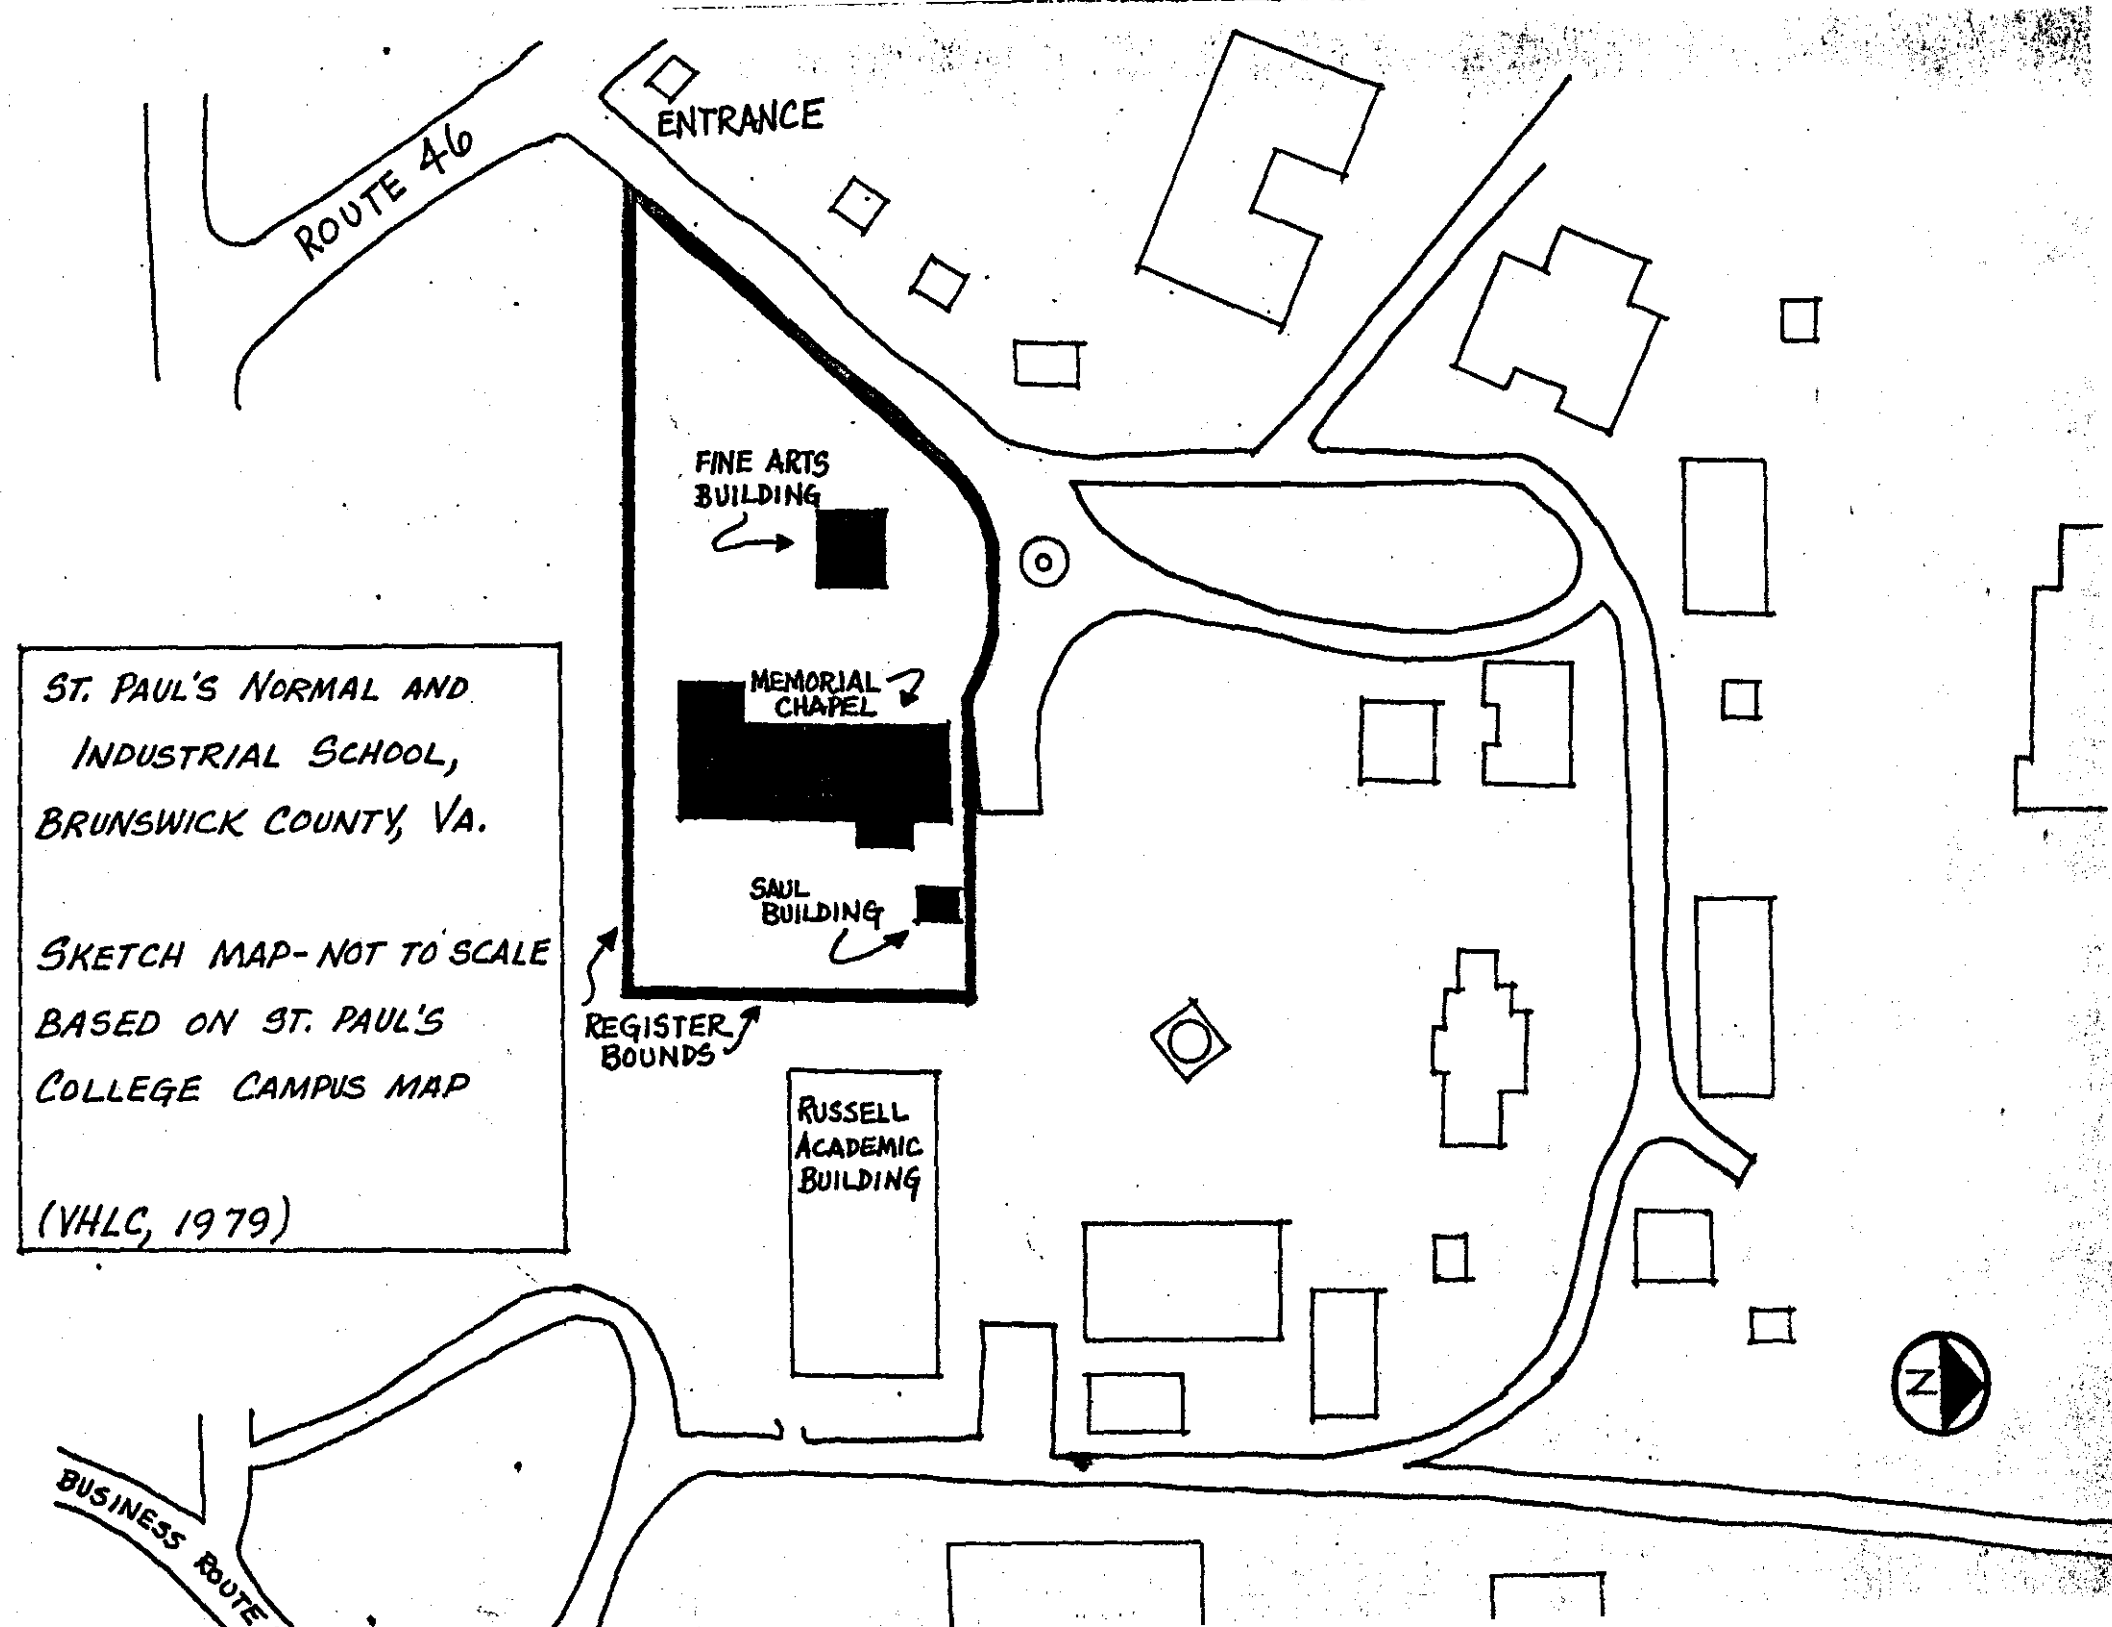 ENTRANCE
ROUTE 46
FINE ARTS
BUILDING
MEMORIAL
CHAPEL
SAUL
BUILDING
REGISTER
BOUNDS
RUSSELL
ACADEMIC
BUILDING
ST. PAUL'S NORMAL AND
INDUSTRIAL SCHOOL,
BRUNSWICK COUNTY, VA.
SKETCH MAP-NOT TO SCALE
BASED ON ST. PAUL'S
COLLEGE CAMPUS MAP
(VHLC, 1979)
N
BUSINESS ROUTE